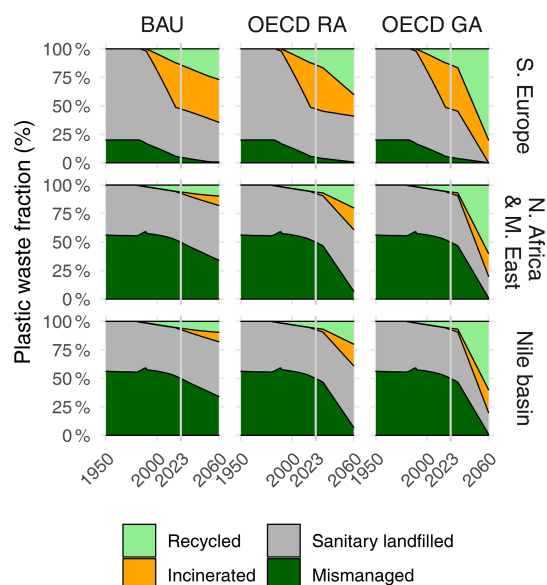 BAU
OECD RA
OECD GA
Plastic waste fraction (%)
100 %
75 %
50 %
25 %
0 %
S. Europe
100 %
75 %
50 %
25 %
0 %
N. Africa
& M. East
100 %
75 %
50 %
25 %
0 %
Nile basin
1950
2000
2023
2060
1950
2000
2023
2060
1950
2000
2023
2060
Recycled
Sanitary landfilled
Incinerated
Mismanaged